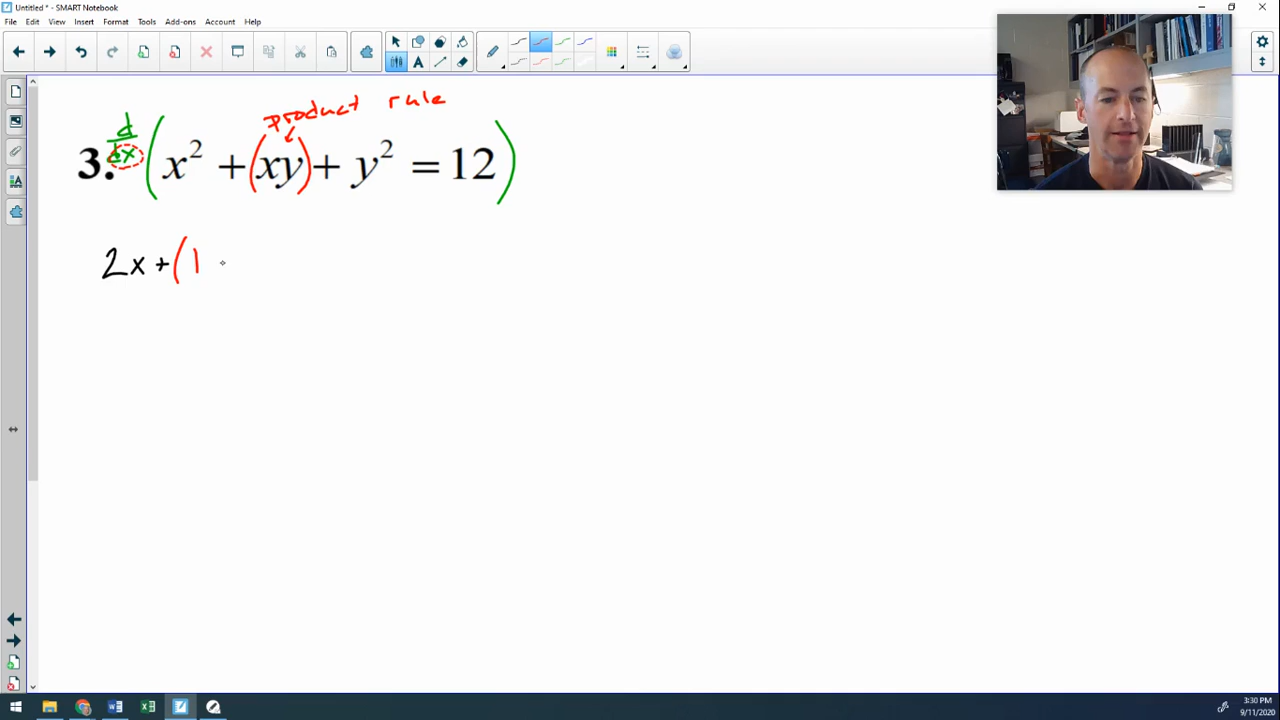 Untitled * - SMART Notebook
File Edit View Insert Format Tools Add-ons Account Help
product rule
d/dx
3. ( x² + (xy) + y² = 12 )
2x + ( 1
3:30 PM
9/11/2020